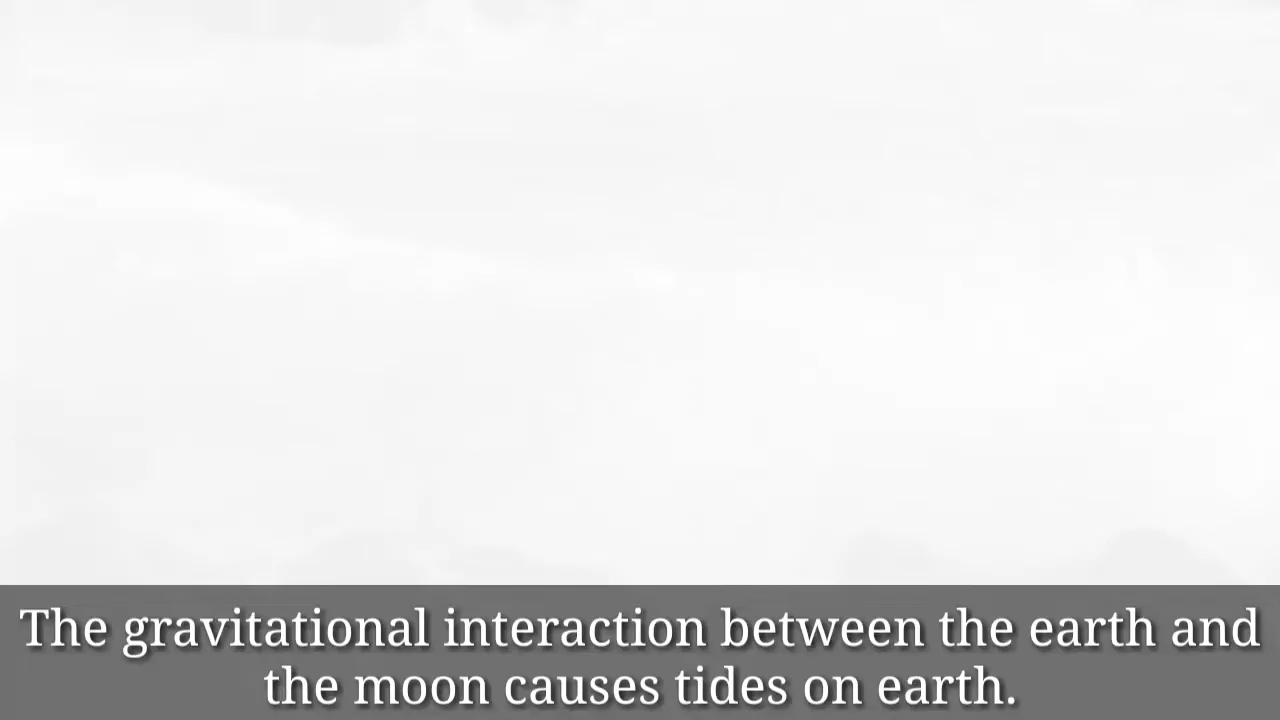 The gravitational interaction between the earth and
the moon causes tides on earth.